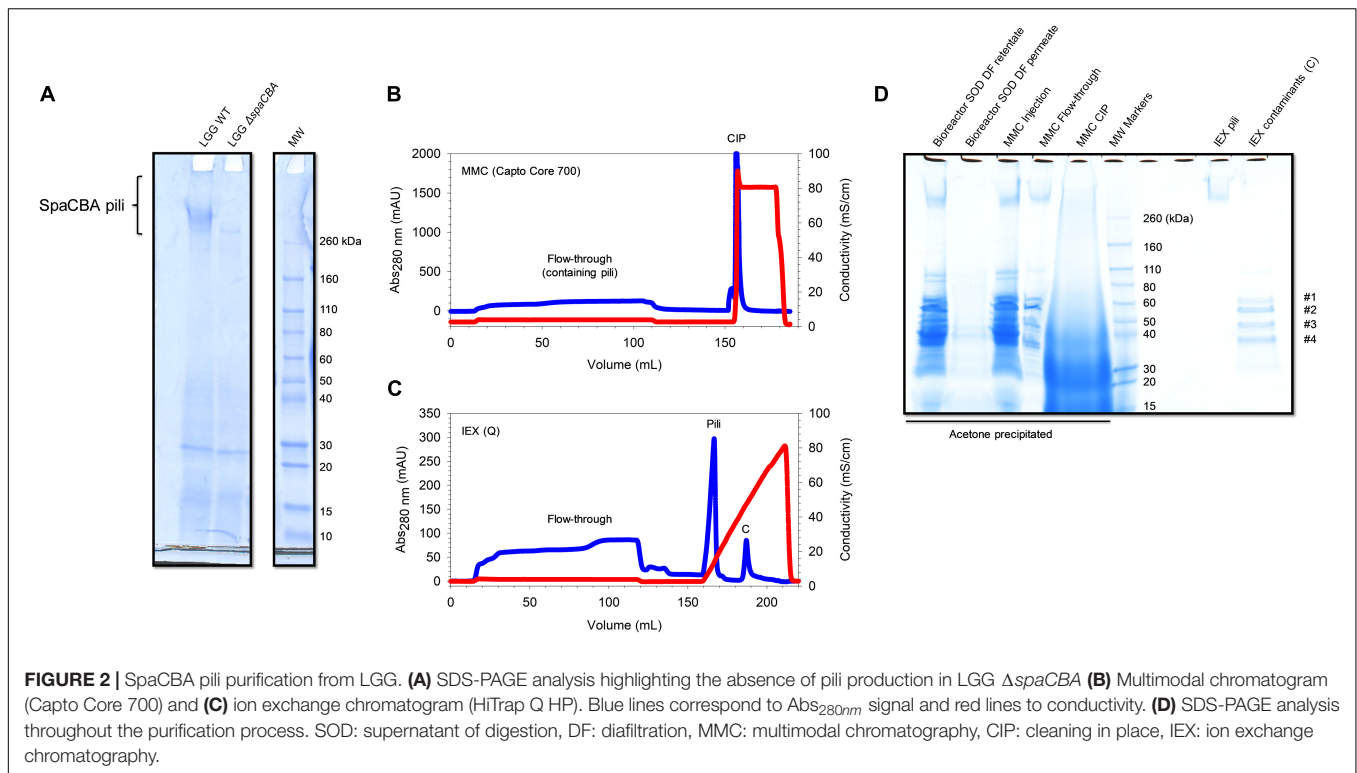 A
LGG WT
LGG ΔspaCBA
MW
SpaCBA pili
260 kDa
160
110
80
60
50
40
30
20
15
10
B
MMC (Capto Core 700)
CIP
Flow-through
(containing pili)
Abs280 nm (mAU)
2000
1500
1000
500
0
Conductivity (mS/cm)
100
80
60
40
20
0
0 50 100 150
Volume (mL)
C
IEX (Q)
Pili
Flow-through
C
Abs280 nm (mAU)
350
300
250
200
150
100
50
0
Conductivity (mS/cm)
100
80
60
40
20
0
0 50 100 150 200
Volume (mL)
D
Bioreactor SOD DF retentate
Bioreactor SOD DF permeate
MMC Injection
MMC Flow-through
MMC CIP
MW Markers
IEX pili
IEX contaminants (C)
260 (kDa)
160
110
80
60
50
40
30
20
15
#1
#2
#3
#4
Acetone precipitated
FIGURE 2 | SpaCBA pili purification from LGG. (A) SDS-PAGE analysis highlighting the absence of pili production in LGG ΔspaCBA (B) Multimodal chromatogram
(Capto Core 700) and (C) ion exchange chromatogram (HiTrap Q HP). Blue lines correspond to Abs280nm signal and red lines to conductivity. (D) SDS-PAGE analysis
throughout the purification process. SOD: supernatant of digestion, DF: diafiltration, MMC: multimodal chromatography, CIP: cleaning in place, IEX: ion exchange
chromatography.